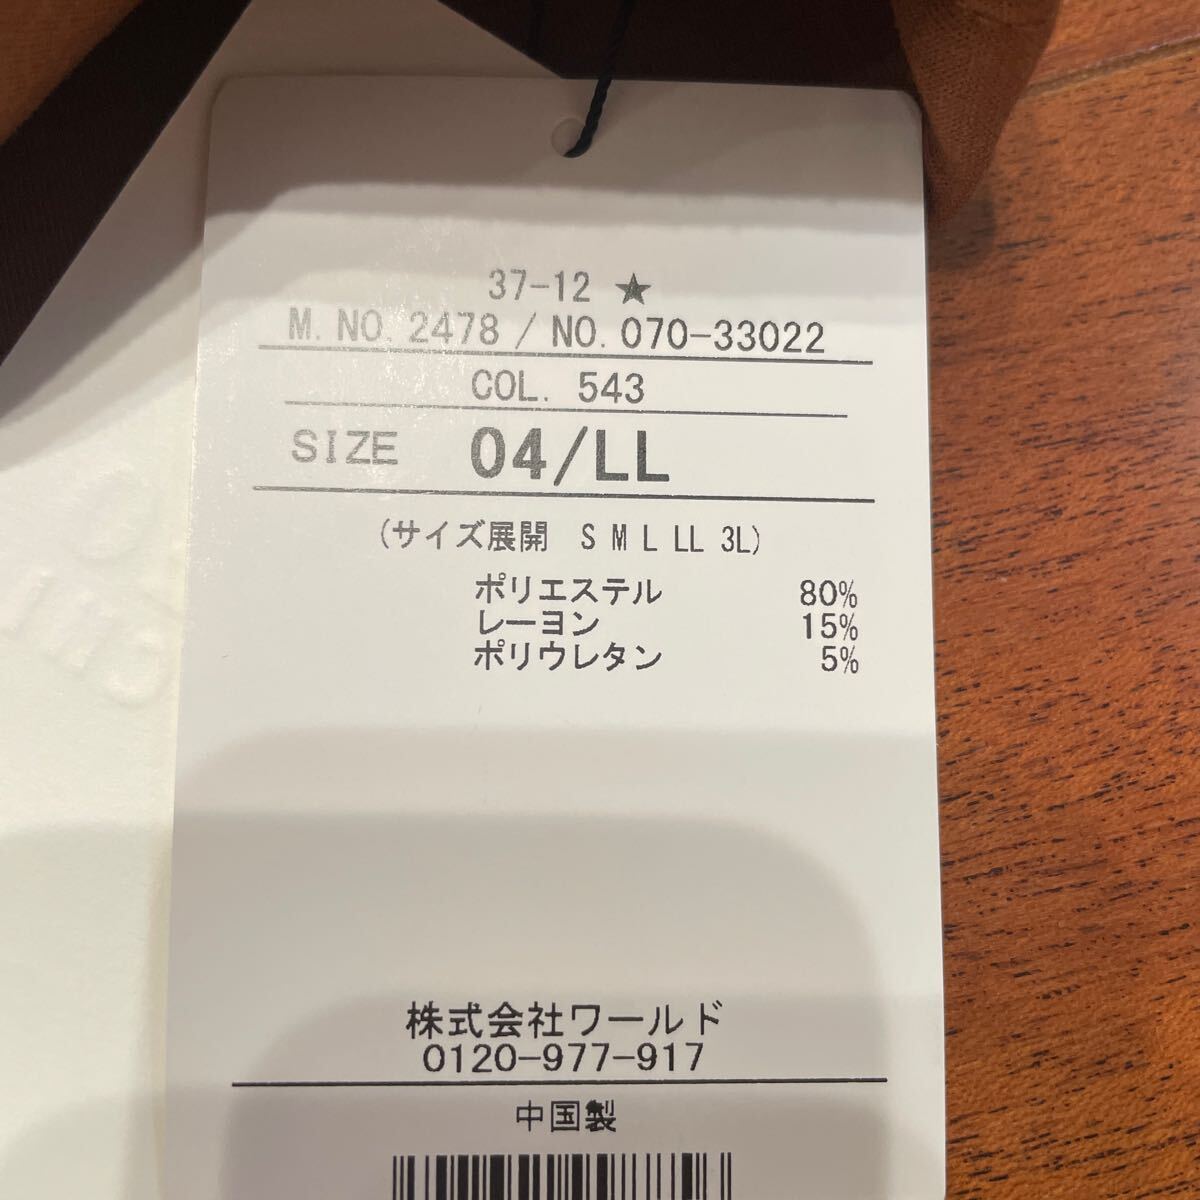 37-12 ★
M. NO. 2478 / NO. 070-33022
COL. 543
SIZE 04/LL
(サイズ展開 S M L LL 3L)
ポリエステル 80%
レーヨン 15%
ポリウレタン 5%
株式会社ワールド
0120-977-917
中国製